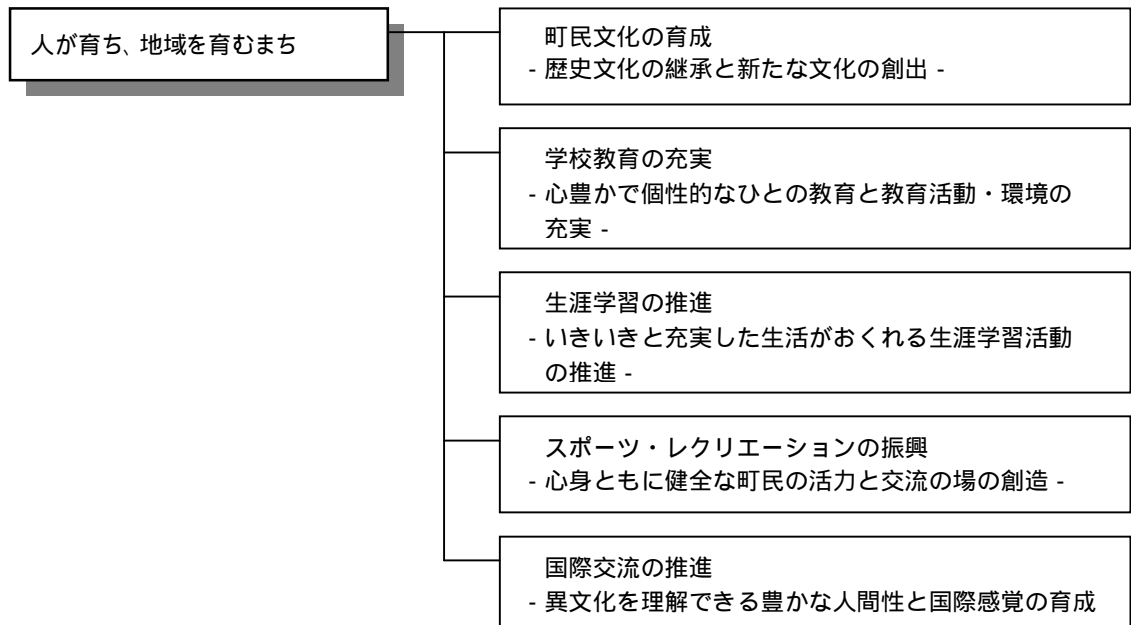 人が育ち、地域を育むまち
町民文化の育成
- 歴史文化の継承と新たな文化の創出 -
学校教育の充実
- 心豊かで個性的なひとの教育と教育活動・環境の
充実 -
生涯学習の推進
- いきいきと充実した生活がおくれる生涯学習活動
の推進 -
スポーツ・レクリエーションの振興
- 心身ともに健全な町民の活力と交流の場の創造 -
国際交流の推進
- 異文化を理解できる豊かな人間性と国際感覚の育成